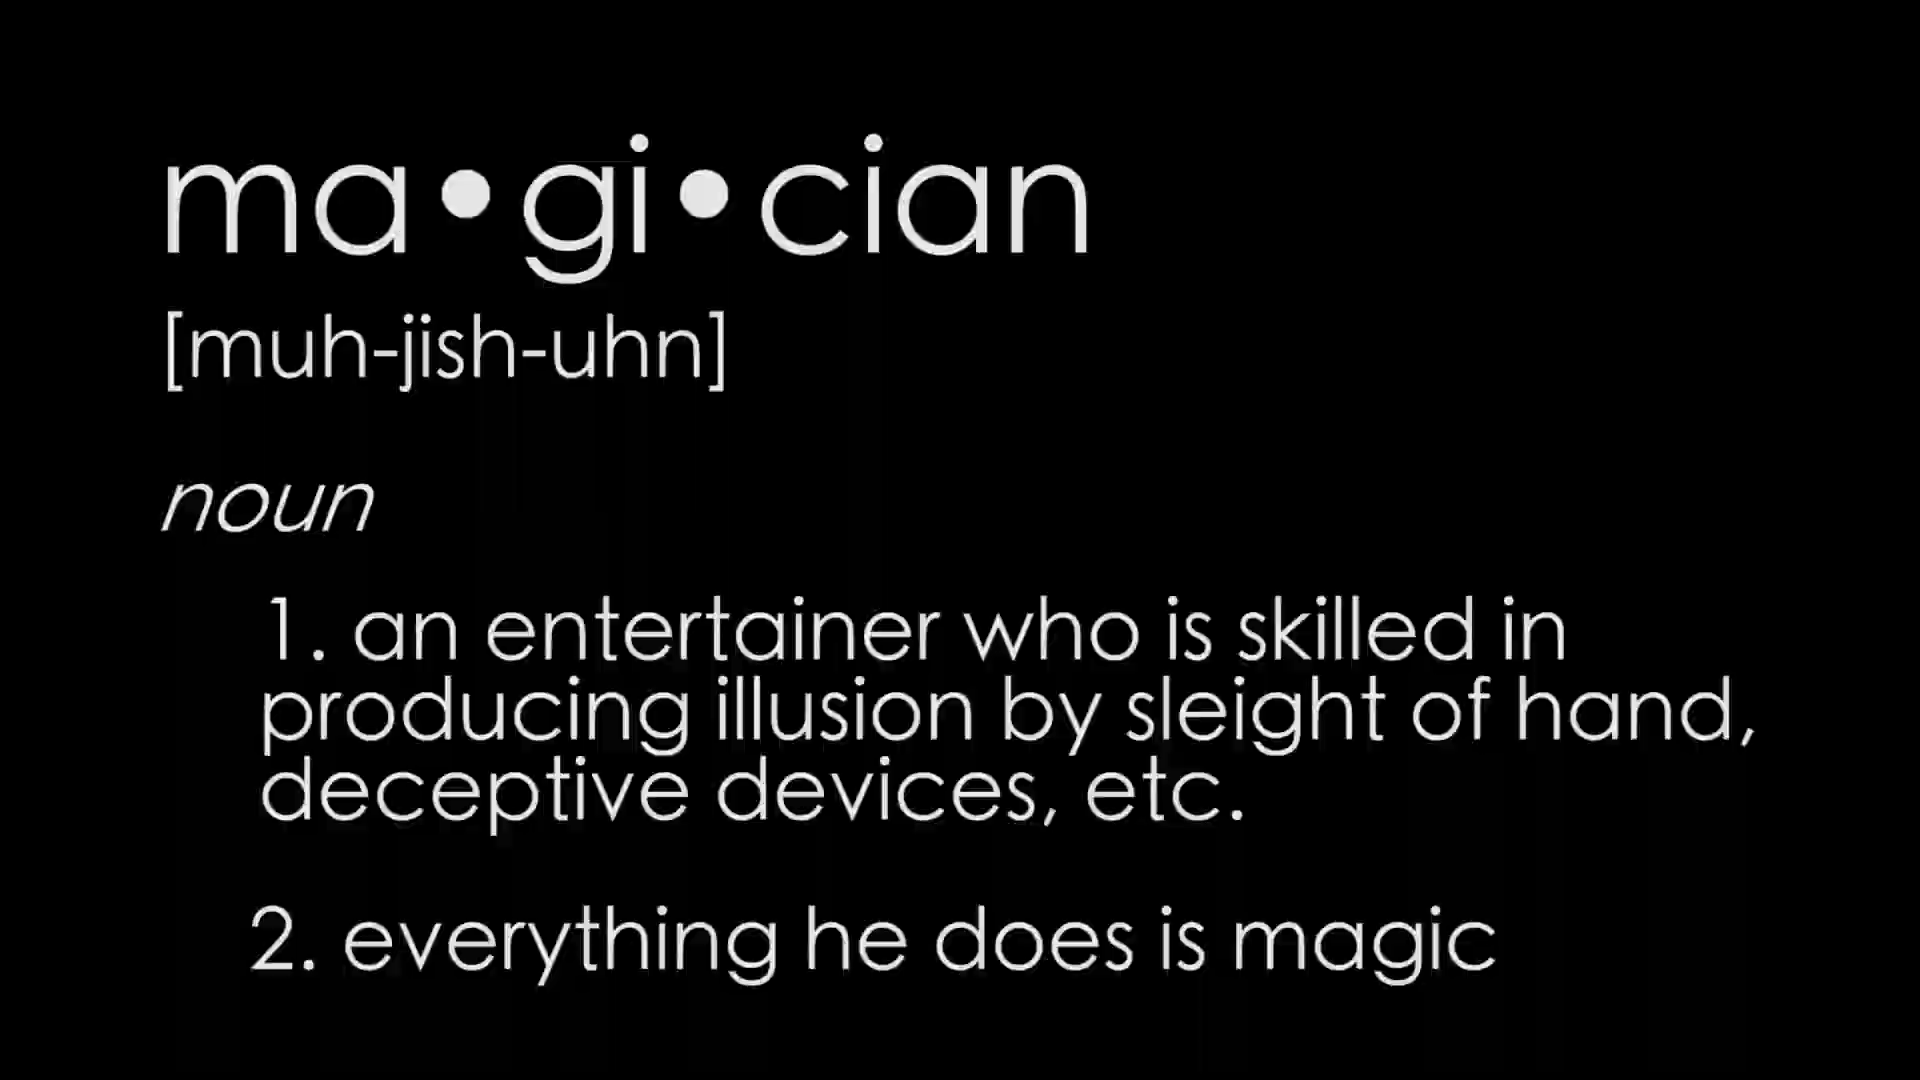 ma•gi•cian
[muh-jish-uhn]
noun
1. an entertainer who is skilled in
producing illusion by sleight of hand,
deceptive devices, etc.
2. everything he does is magic